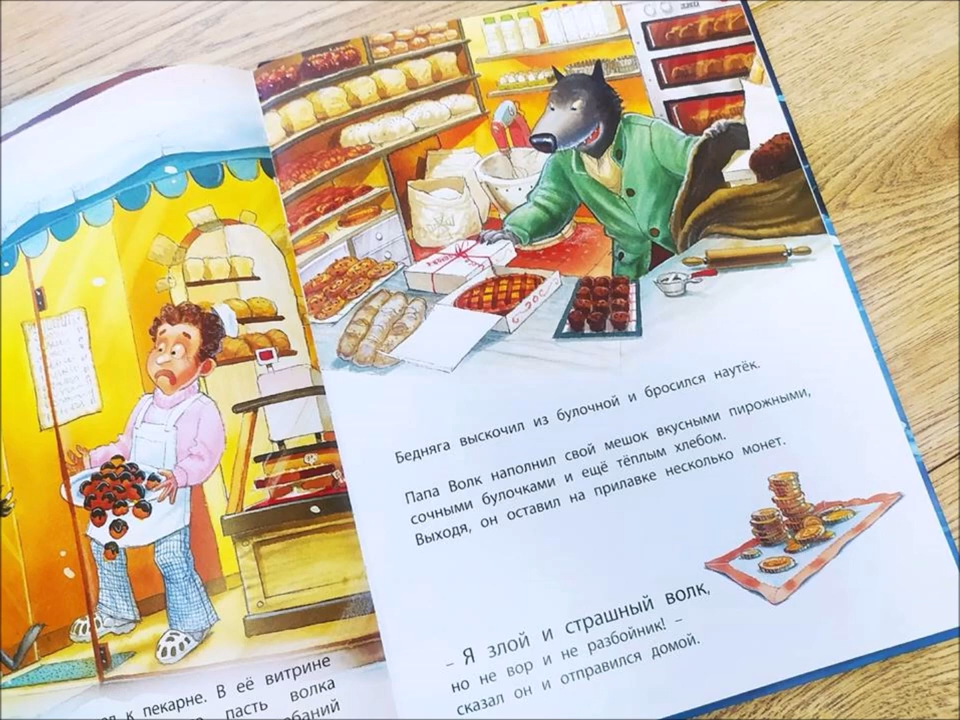 к пекарне. В её витрине
пасть волка
Бедняга выскочил из булочной и бросился наутёк.
Папа Волк наполнил свой мешок вкусными пирожными,
сочными булочками и ещё тёплым хлебом.
Выходя, он оставил на прилавке несколько монет.
– Я злой и страшный волк,
но не вор и не разбойник! –
сказал он и отправился домой.